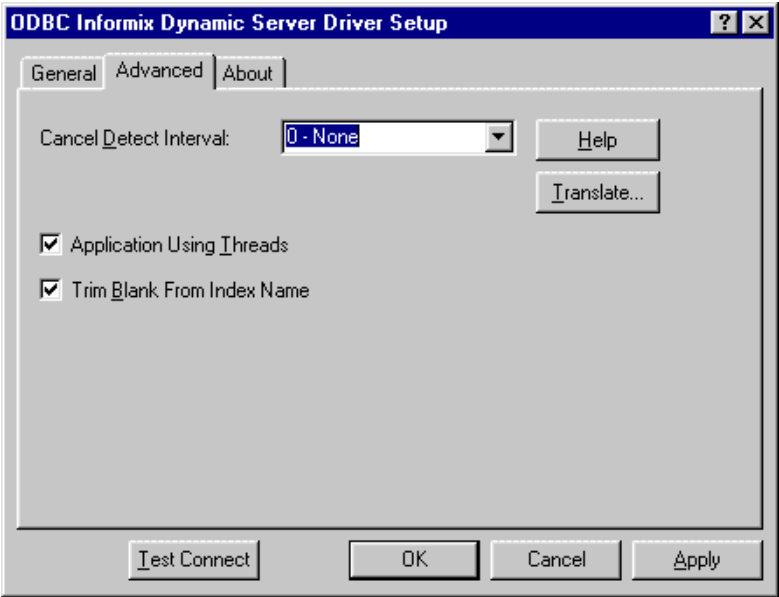 ODBC Informix Dynamic Server Driver Setup
General Advanced About
Cancel Detect Interval: 0 - None Help
Translate...
Application Using Threads
Trim Blank From Index Name
Test Connect OK Cancel Apply